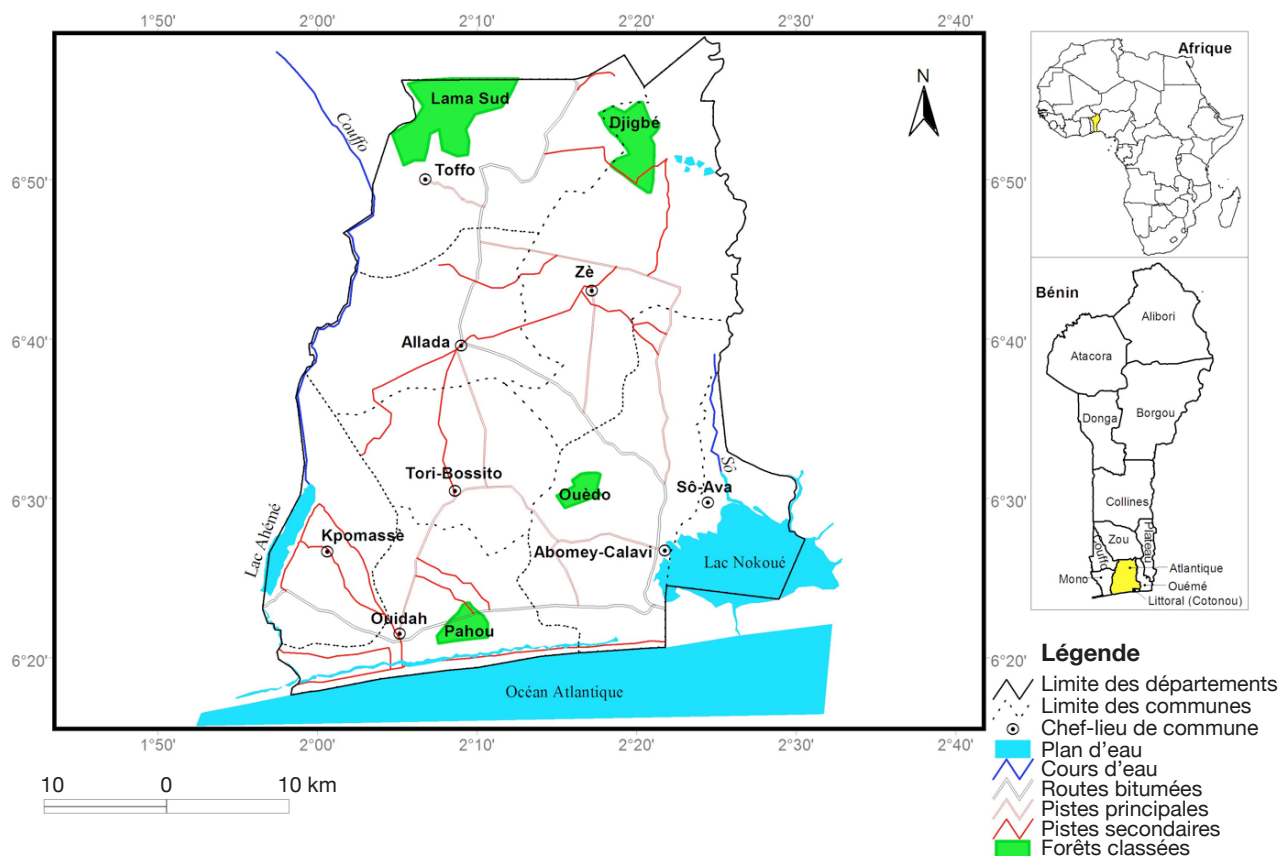 1°50'
2°00'
2°10'
2°20'
2°30'
2°40'
6°50'
6°40'
6°30'
6°20'
Couffo
Lama Sud
Djigbé
Toffo
Zè
Allada
Tori-Bossito
Ouèdo
Sô
Sô-Ava
Kpomassè
Lac Ahémé
Abomey-Calavi
Lac Nokoué
Ouidah
Pahou
Océan Atlantique
N
6°50'
6°40'
6°30'
6°20'
1°50'
2°00'
2°10'
2°20'
2°30'
2°40'
10 0 10 km
Afrique
Bénin
Alibori
Atacora
Donga
Borgou
Collines
Zou
Plateau
Couffo
Mono
Atlantique
Ouémé
Littoral (Cotonou)
Légende
Limite des départements
Limite des communes
Chef-lieu de commune
Plan d'eau
Cours d'eau
Routes bitumées
Pistes principales
Pistes secondaires
Forêts classées